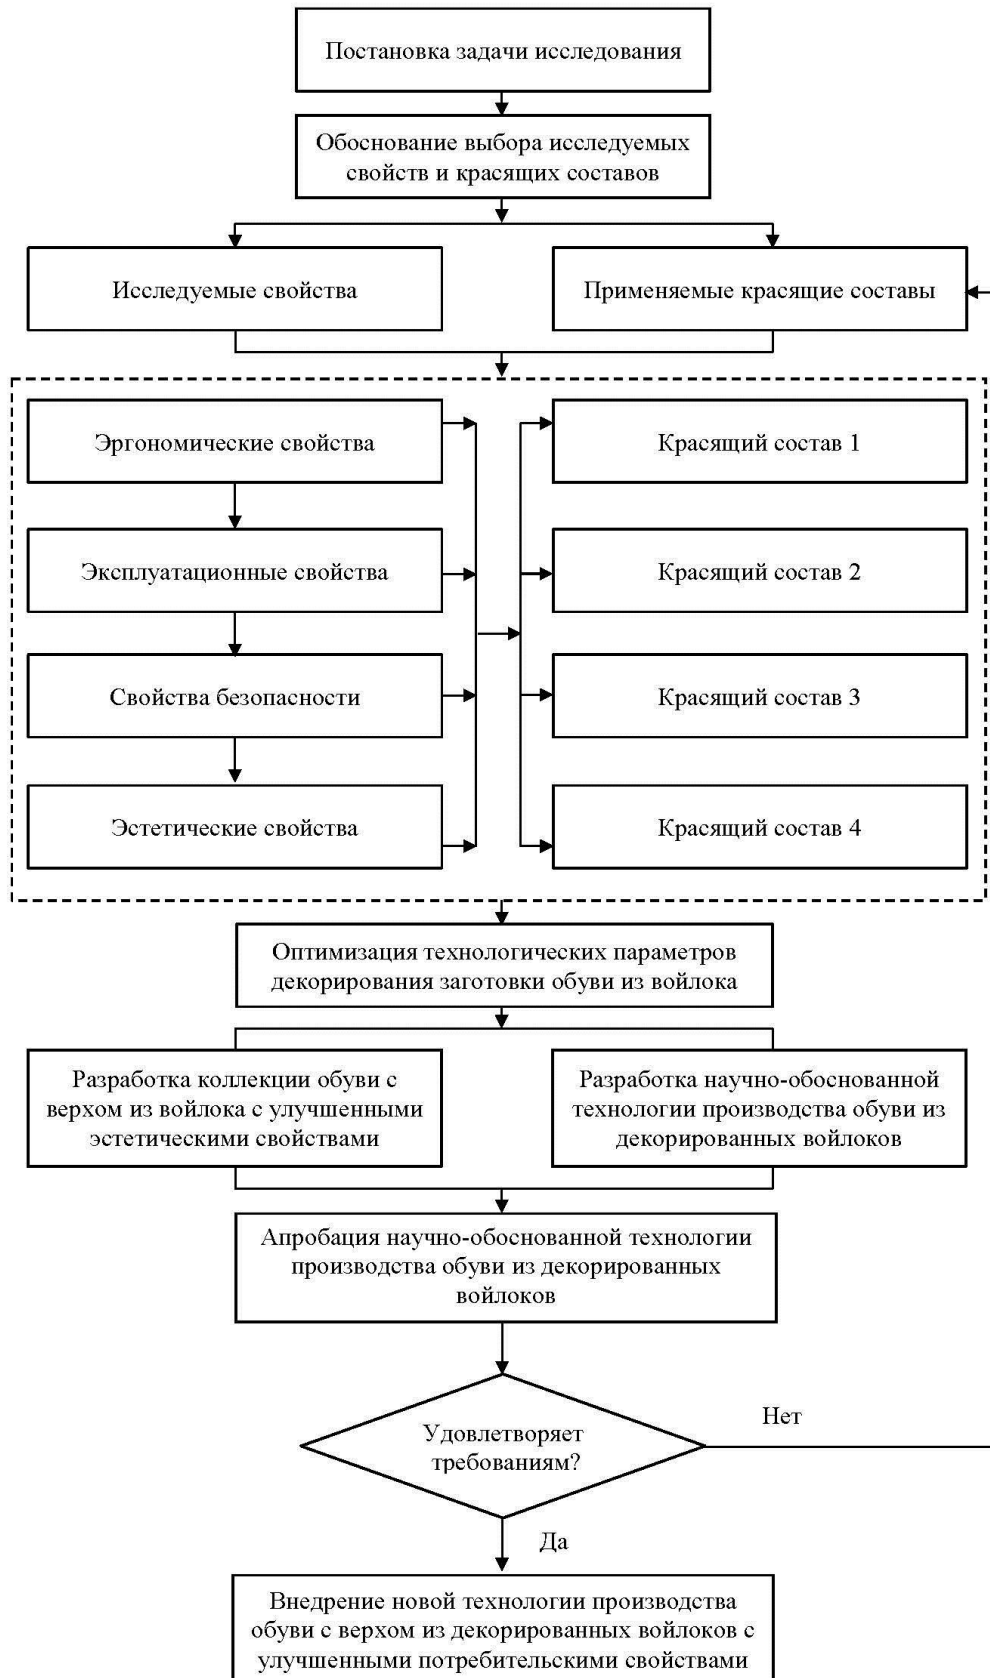 Постановка задачи исследования
Обоснование выбора исследуемых
свойств и красящих составов
Исследуемые свойства
Применяемые красящие составы
Эргономические свойства
Красящий состав 1
Эксплуатационные свойства
Красящий состав 2
Свойства безопасности
Красящий состав 3
Эстетические свойства
Красящий состав 4
Оптимизация технологических параметров
декорирования заготовки обуви из войлока
Разработка коллекции обуви с
верхом из войлока с улучшенными
эстетическими свойствами
Разработка научно-обоснованной
технологии производства обуви из
декорированных войлоков
Апробация научно-обоснованной технологии
производства обуви из декорированных
войлоков
Удовлетворяет
требованиям?
Нет
Да
Внедрение новой технологии производства
обуви с верхом из декорированных войлоков с
улучшенными потребительскими свойствами